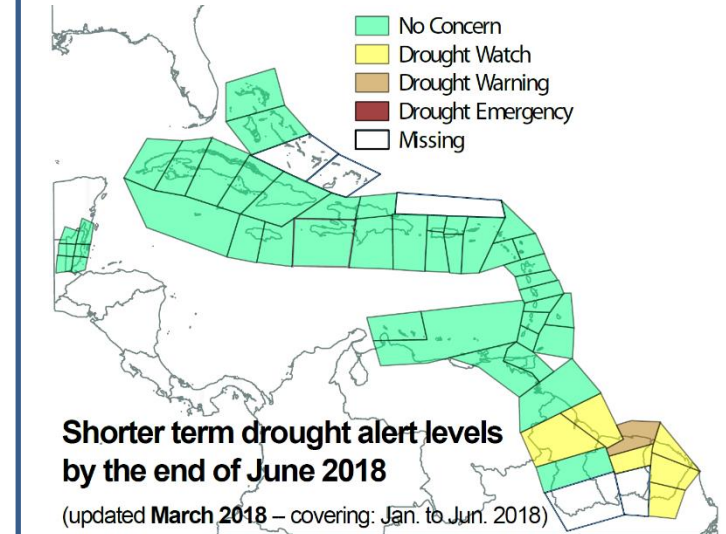 No Concern
Drought Watch
Drought Warning
Drought Emergency
Missing
Shorter term drought alert levels
by the end of June 2018
(updated March 2018 – covering: Jan. to Jun. 2018)